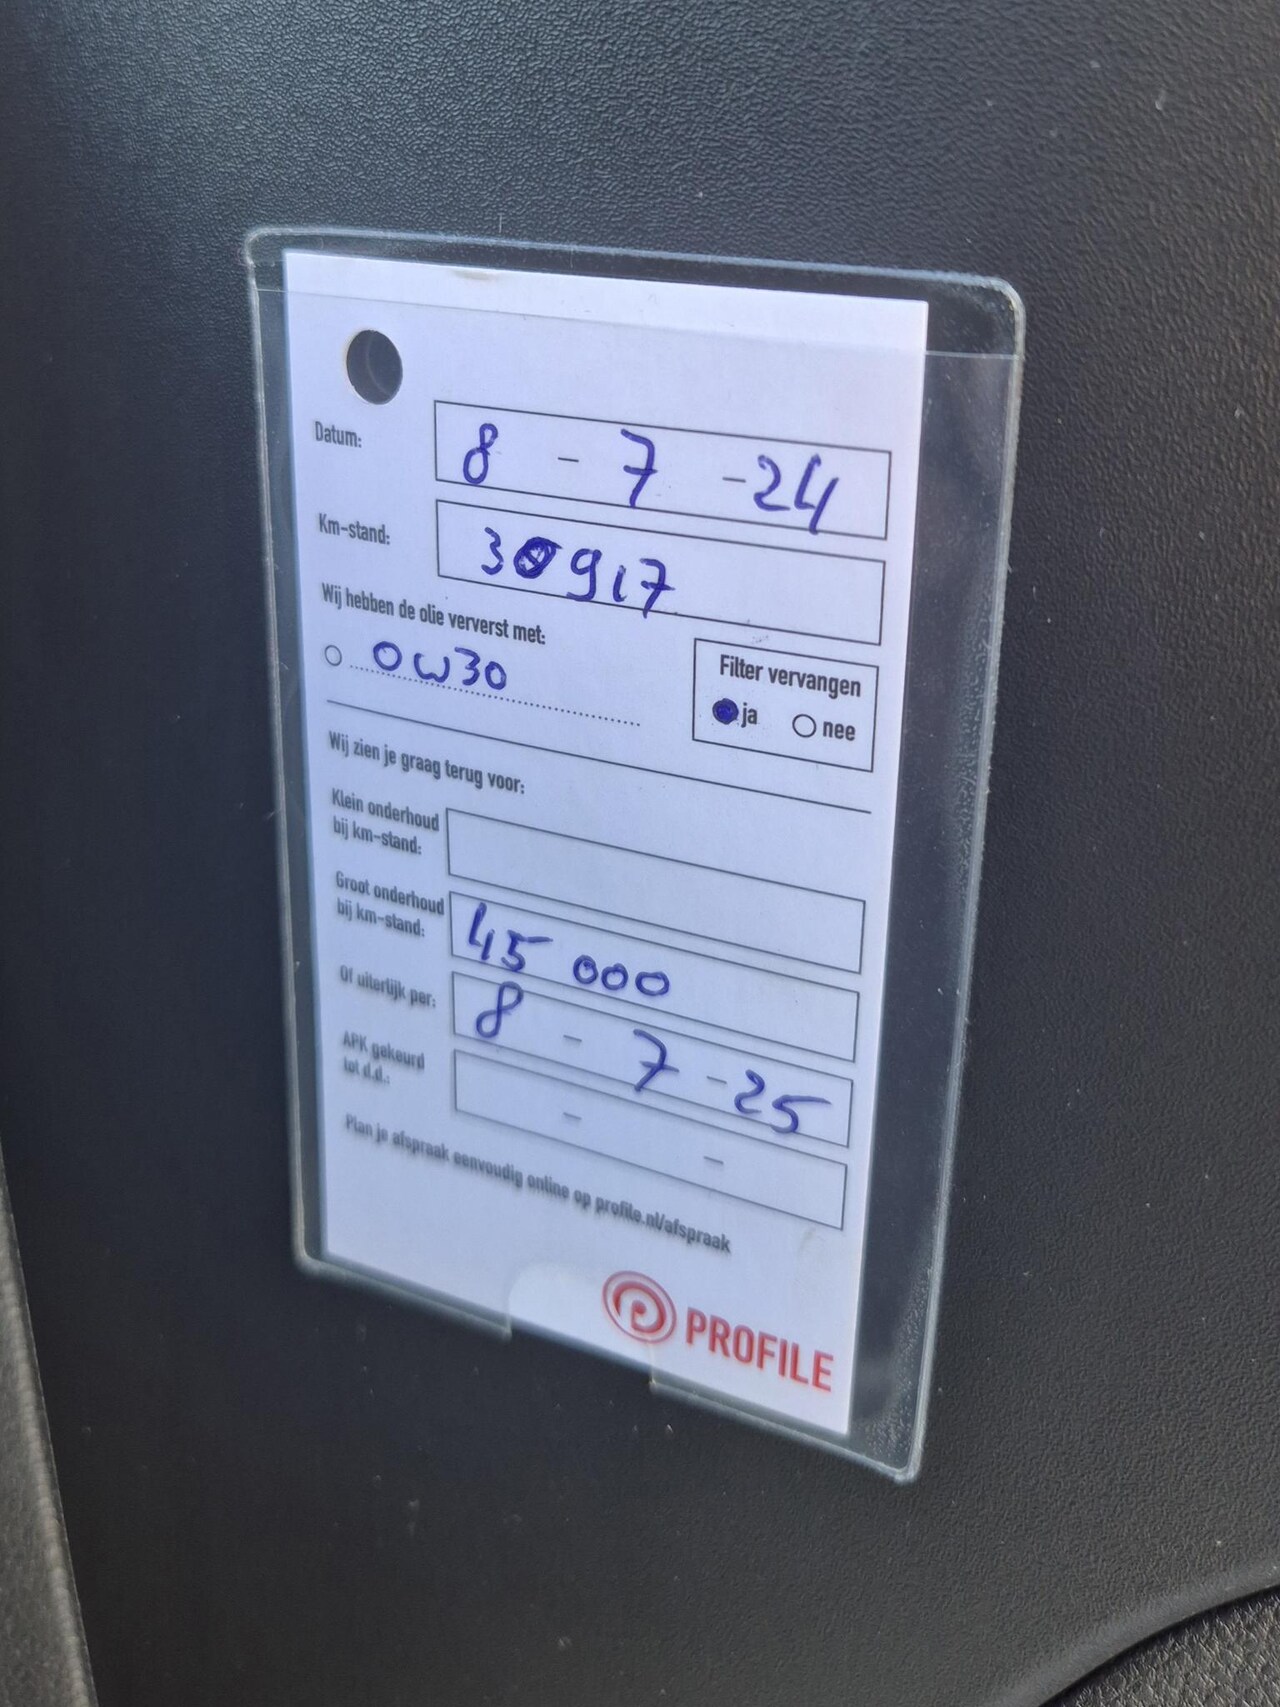 Datum: 8 - 7 - 24
Km-stand: 30917
Wij hebben de olie ververst met:
0W30
Filter vervangen
ja nee
Wij zien je graag terug voor:
Klein onderhoud
bij km-stand:
Groot onderhoud
bij km-stand: 45 000
Of uiterlijk per: 8 - 7 - 25
APK gekeurd
tot d.d.: - -
Plan je afspraak eenvoudig online op profile.nl/afspraak
PROFILE